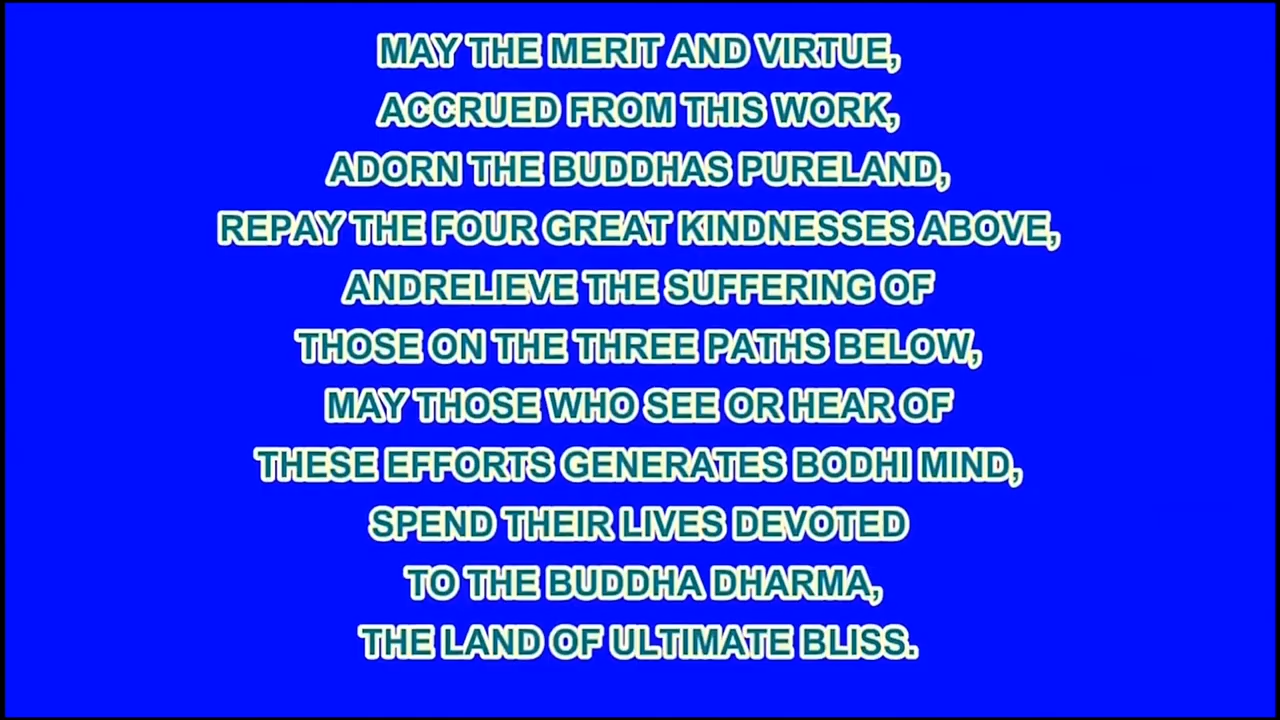 MAY THE MERIT AND VIRTUE,
ACCRUED FROM THIS WORK,
ADORN THE BUDDHAS PURELAND,
REPAY THE FOUR GREAT KINDNESSES ABOVE,
ANDRELIEVE THE SUFFERING OF
THOSE ON THE THREE PATHS BELOW,
MAY THOSE WHO SEE OR HEAR OF
THESE EFFORTS GENERATES BODHI MIND,
SPEND THEIR LIVES DEVOTED
TO THE BUDDHA DHARMA,
THE LAND OF ULTIMATE BLISS.